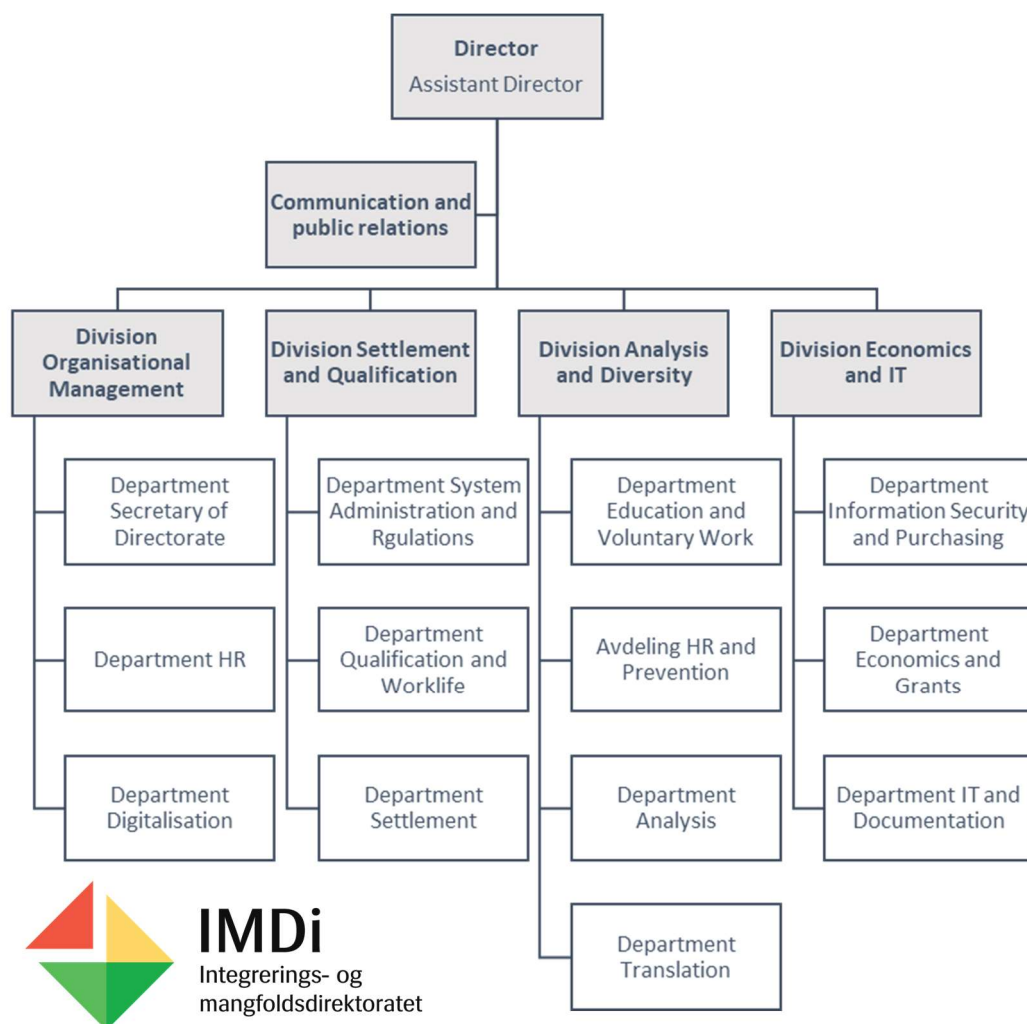 Director
Assistant Director
Communication and
public relations
Division
Organisational
Management
Division Settlement
and Qualification
Division Analysis
and Diversity
Division Economics
and IT
Department
Secretary of
Directorate
Department System
Administration and
Rgulations
Department
Education and
Voluntary Work
Department
Information Security
and Purchasing
Department HR
Department
Qualification and
Worklife
Avdeling HR and
Prevention
Department
Economics and
Grants
Department
Digitalisation
Department
Settlement
Department
Analysis
Department IT and
Documentation
Department
Translation
IMDi
Integrerings- og
mangfoldsdirektoratet